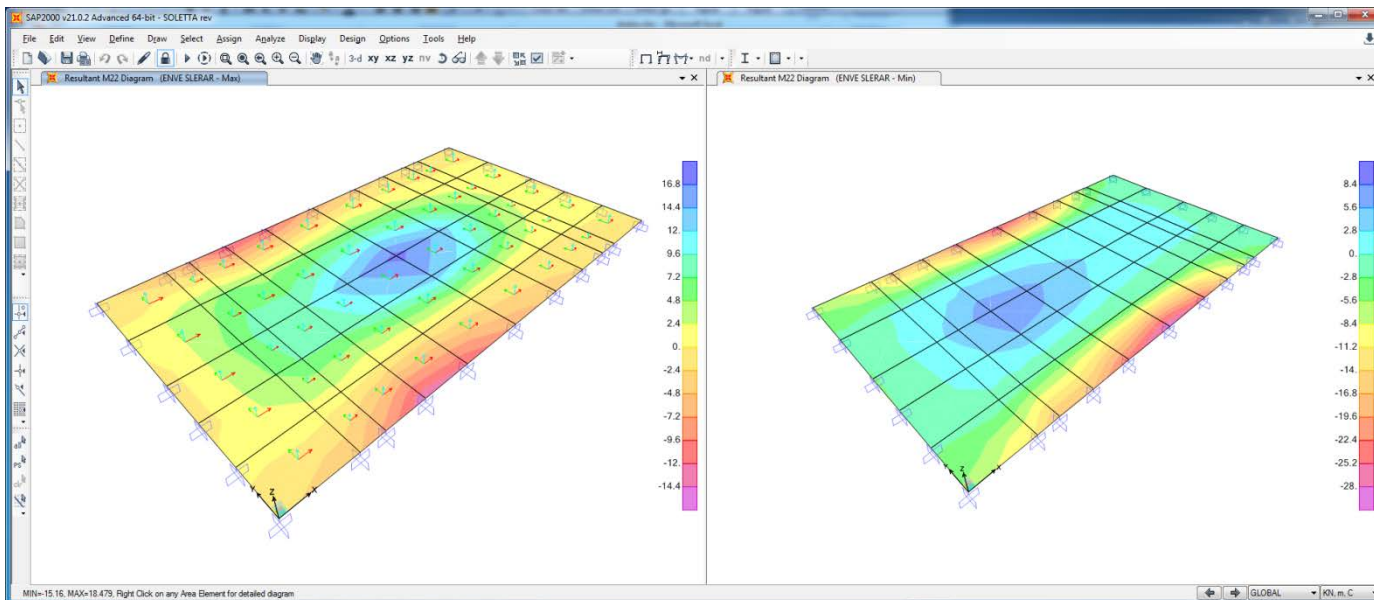 SAP2000 v21.0.2 Advanced 64-bit - SOLETTA rev
File Edit View Define Draw Select Assign Analyze Display Design Options Tools Help
3-d xy xz yz nv nd
Resultant M22 Diagram (ENVE SLERAR - Max)
Resultant M22 Diagram (ENVE SLERAR - Min)
16.8
14.4
12.
9.6
7.2
4.8
2.4
0.
-2.4
-4.8
-7.2
-9.6
-12.
-14.4
Y Z X
8.4
5.6
2.8
0.
-2.8
-5.6
-8.4
-11.2
-14.
-16.8
-19.6
-22.4
-25.2
-28.
Y Z X
all
ps
clr
MIN=-15.16, MAX=18.479, Right Click on any Area Element for detailed diagram
GLOBAL
KN, m, C